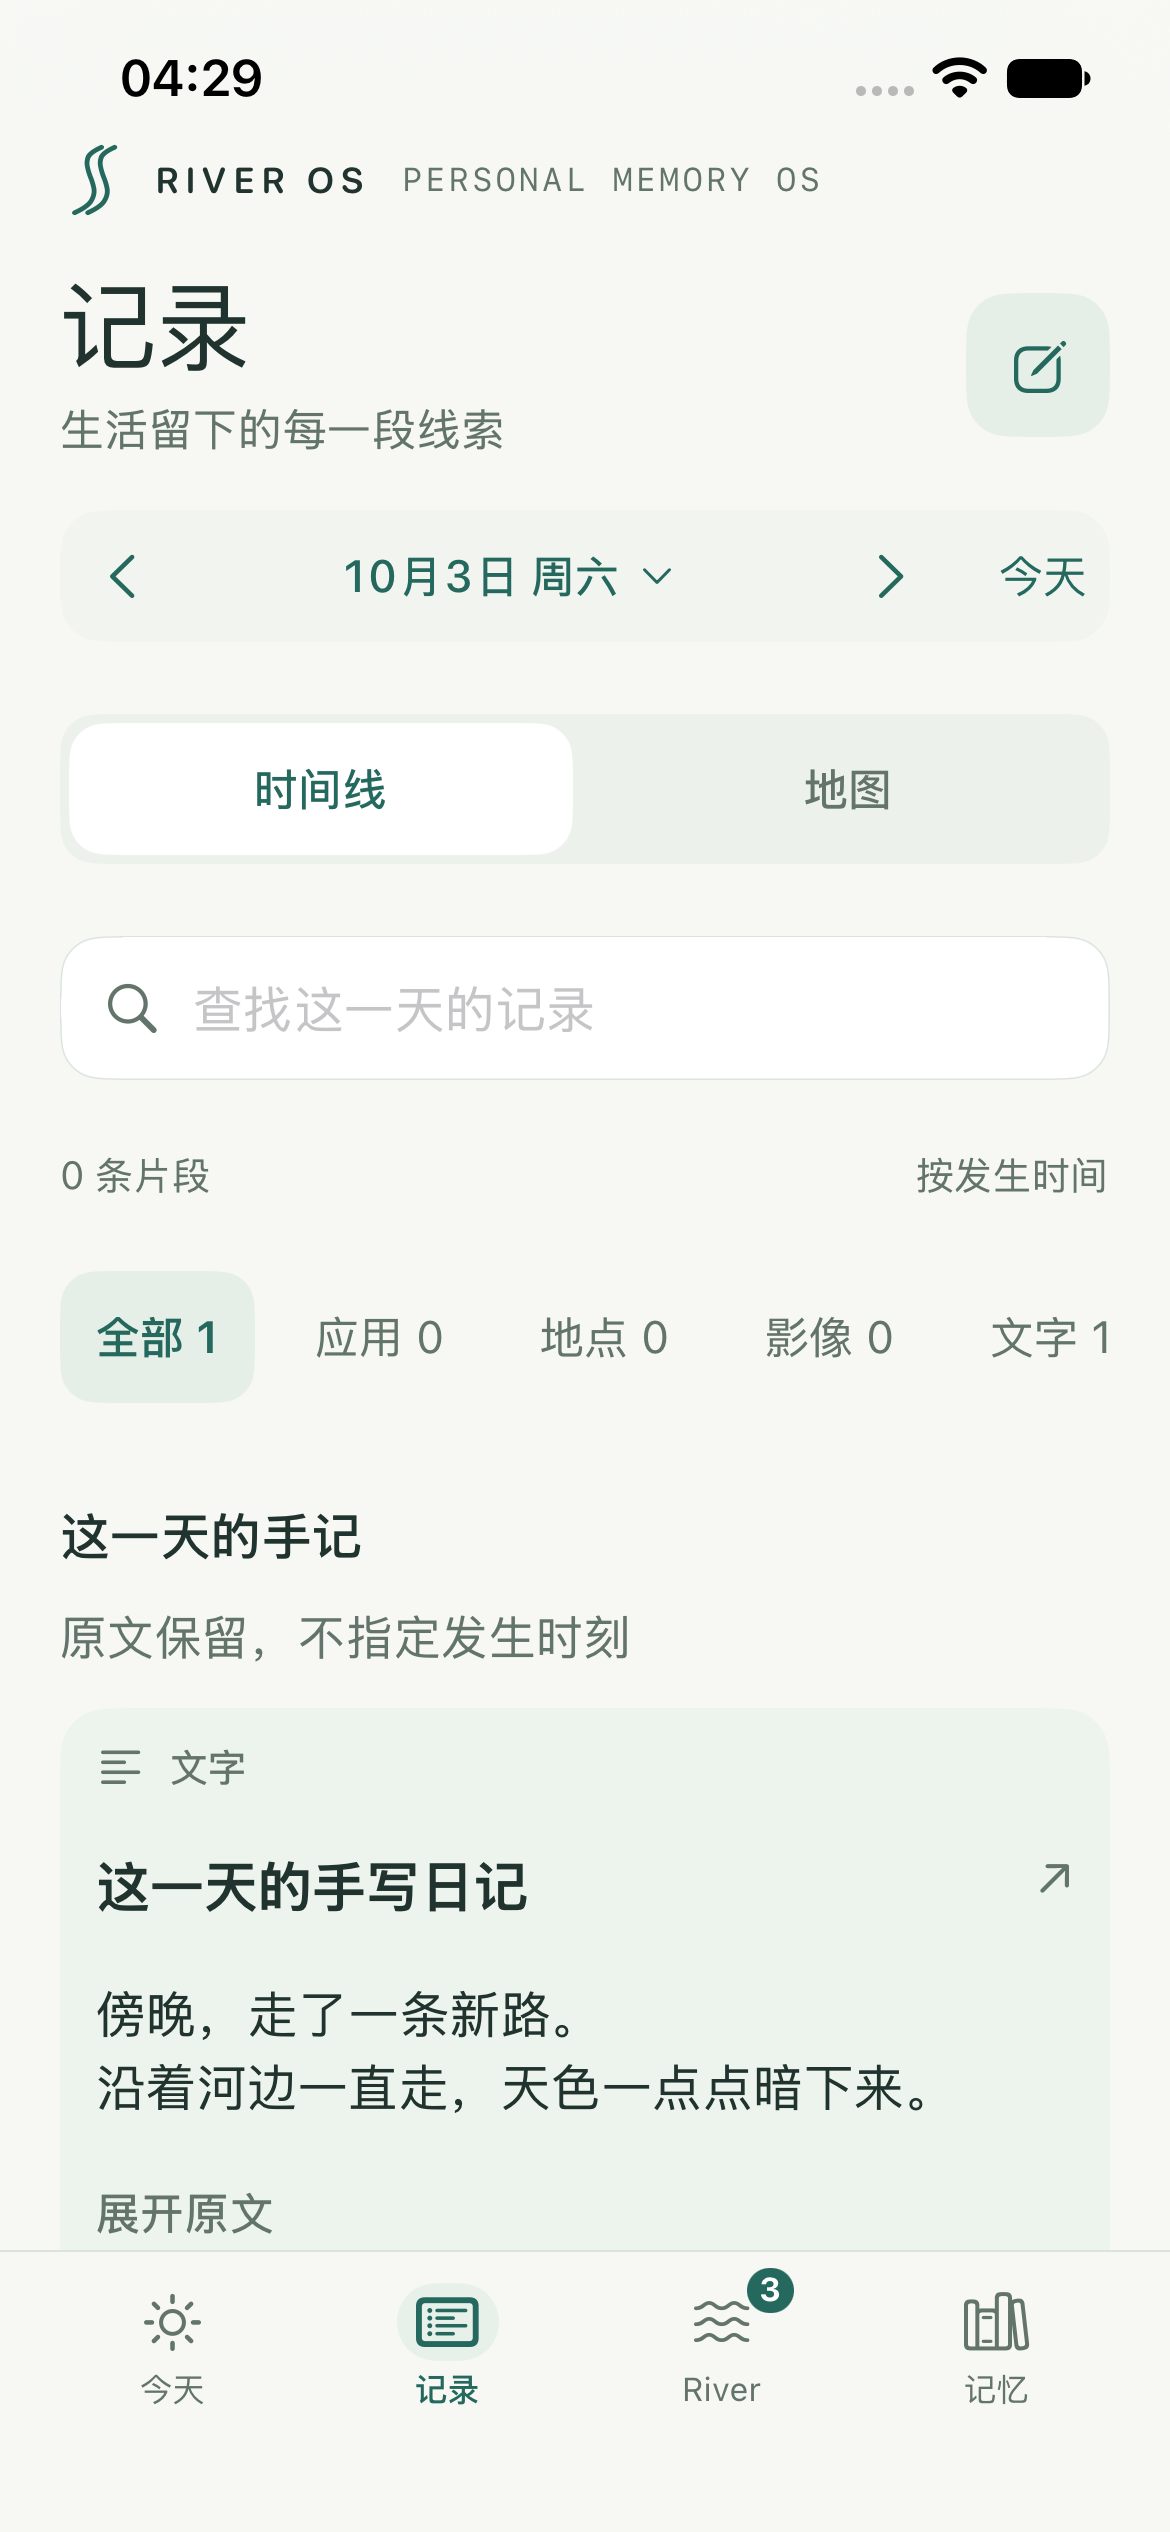 04:29
RIVER OS PERSONAL MEMORY OS
记录
生活留下的每一段线索
10月3日 周六 今天
时间线 地图
查找这一天的记录
0 条片段 按发生时间
全部 1 应用 0 地点 0 影像 0 文字 1
这一天的手记
原文保留，不指定发生时刻
文字
这一天的手写日记
傍晚，走了一条新路。
沿着河边一直走，天色一点点暗下来。
展开原文
3
今天 记录 River 记忆